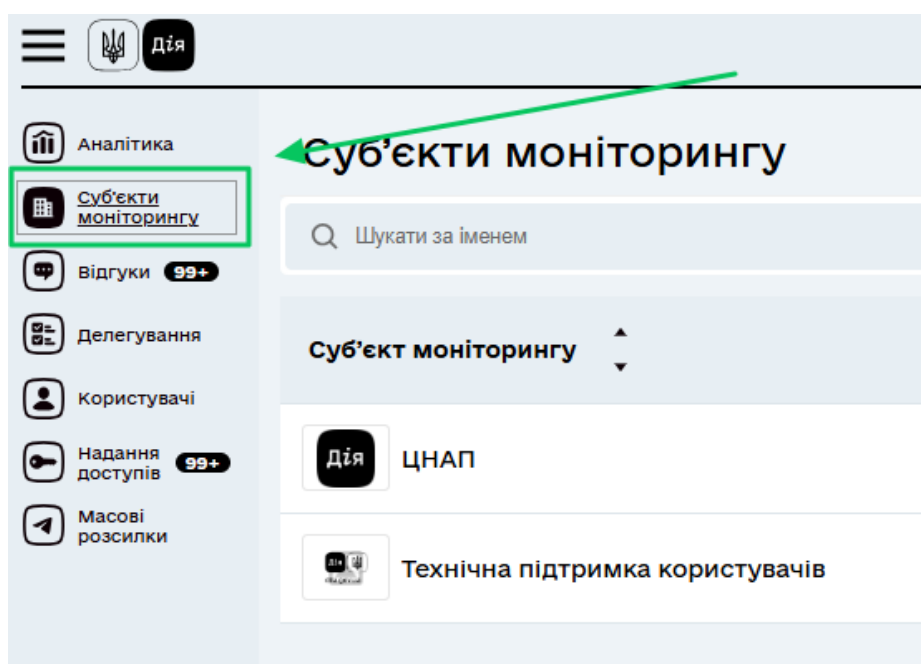 Дія
Аналітика
Суб'єкти
моніторингу
Відгуки 99+
Делегування
Користувачі
Надання
доступів 99+
Масові
розсилки
Суб’єкти моніторингу
Шукати за іменем
Суб’єкт моніторингу
Дія ЦНАП
Технічна підтримка користувачів